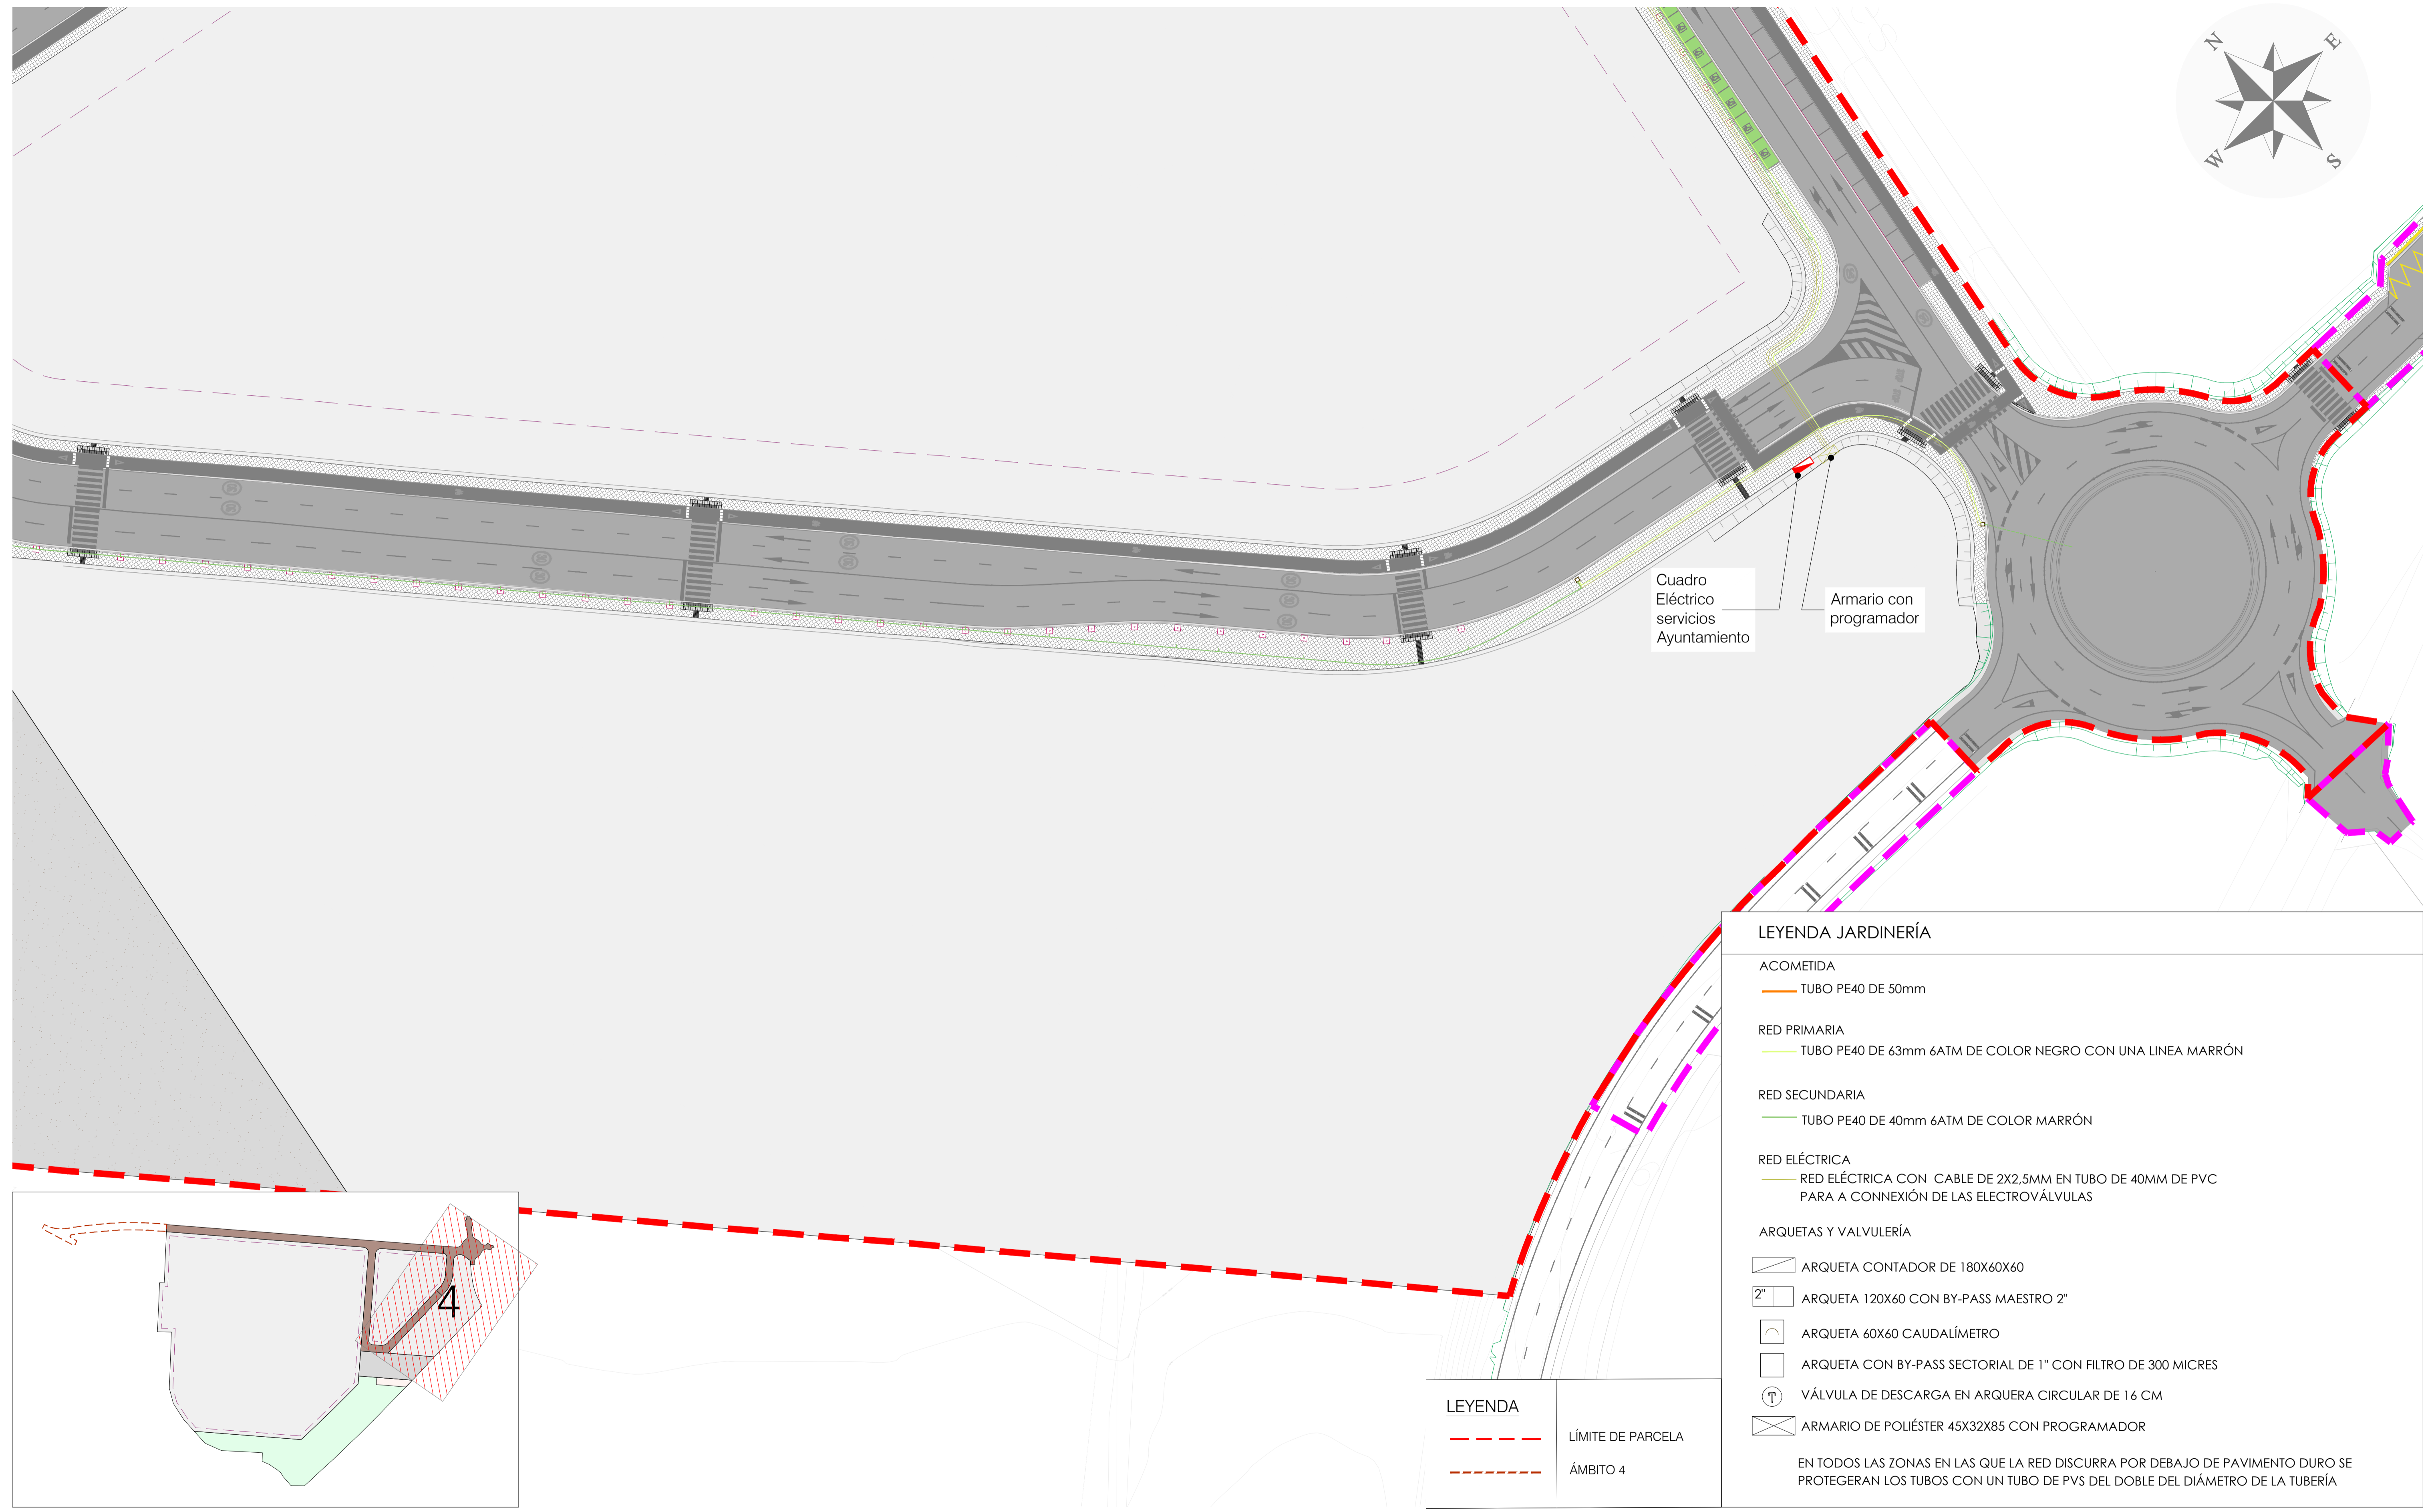 N
E
W
S
Cuadro
Eléctrico
servicios
Ayuntamiento
Armario con
programador
LEYENDA JARDINERÍA
ACOMETIDA
TUBO PE40 DE 50mm
RED PRIMARIA
TUBO PE40 DE 63mm 6ATM DE COLOR NEGRO CON UNA LINEA MARRÓN
RED SECUNDARIA
TUBO PE40 DE 40mm 6ATM DE COLOR MARRÓN
RED ELÉCTRICA
RED ELÉCTRICA CON CABLE DE 2X2,5MM EN TUBO DE 40MM DE PVC
PARA A CONNEXIÓN DE LAS ELECTROVÁLVULAS
ARQUETAS Y VALVULERÍA
ARQUETA CONTADOR DE 180X60X60
2" ARQUETA 120X60 CON BY-PASS MAESTRO 2"
ARQUETA 60X60 CAUDALÍMETRO
ARQUETA CON BY-PASS SECTORIAL DE 1" CON FILTRO DE 300 MICRES
T VÁLVULA DE DESCARGA EN ARQUERA CIRCULAR DE 16 CM
ARMARIO DE POLIÉSTER 45X32X85 CON PROGRAMADOR
EN TODOS LAS ZONAS EN LAS QUE LA RED DISCURRA POR DEBAJO DE PAVIMENTO DURO SE
PROTEGERAN LOS TUBOS CON UN TUBO DE PVS DEL DOBLE DEL DIÁMETRO DE LA TUBERÍA
4
LEYENDA
LÍMITE DE PARCELA
ÁMBITO 4